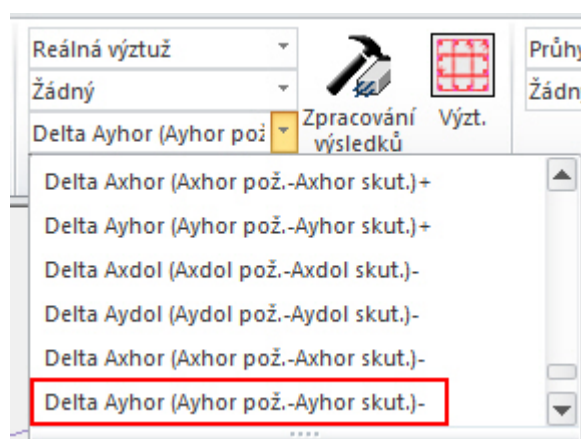 Reálná výztuž
Žádný
Delta Ayhor (Ayhor pož
Zpracování
výsledků
Výzt.
Průhy
Žádn
Delta Axhor (Axhor pož.-Axhor skut.)+
Delta Ayhor (Ayhor pož.-Ayhor skut.)+
Delta Axdol (Axdol pož.-Axdol skut.)-
Delta Aydol (Aydol pož.-Aydol skut.)-
Delta Axhor (Axhor pož.-Axhor skut.)-
Delta Ayhor (Ayhor pož.-Ayhor skut.)-